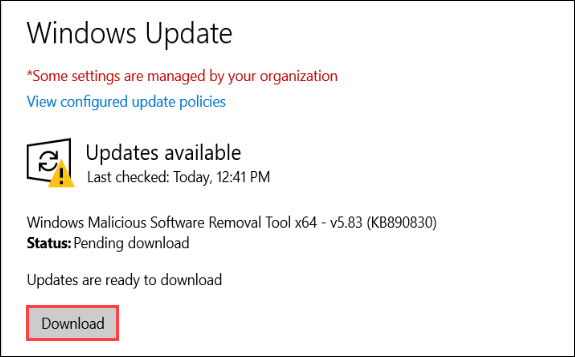 Windows Update
*Some settings are managed by your organization
View configured update policies
Updates available
Last checked: Today, 12:41 PM
Windows Malicious Software Removal Tool x64 - v5.83 (KB890830)
Status: Pending download
Updates are ready to download
Download